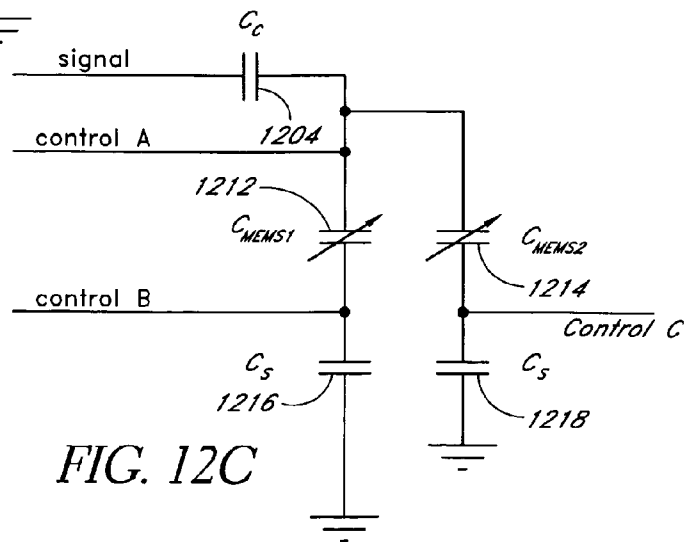 C_C
signal
1204
control A
1212
C_MEMS1
C_MEMS2
1214
control B
Control C
C_S
C_S
1216
1218
FIG. 12C